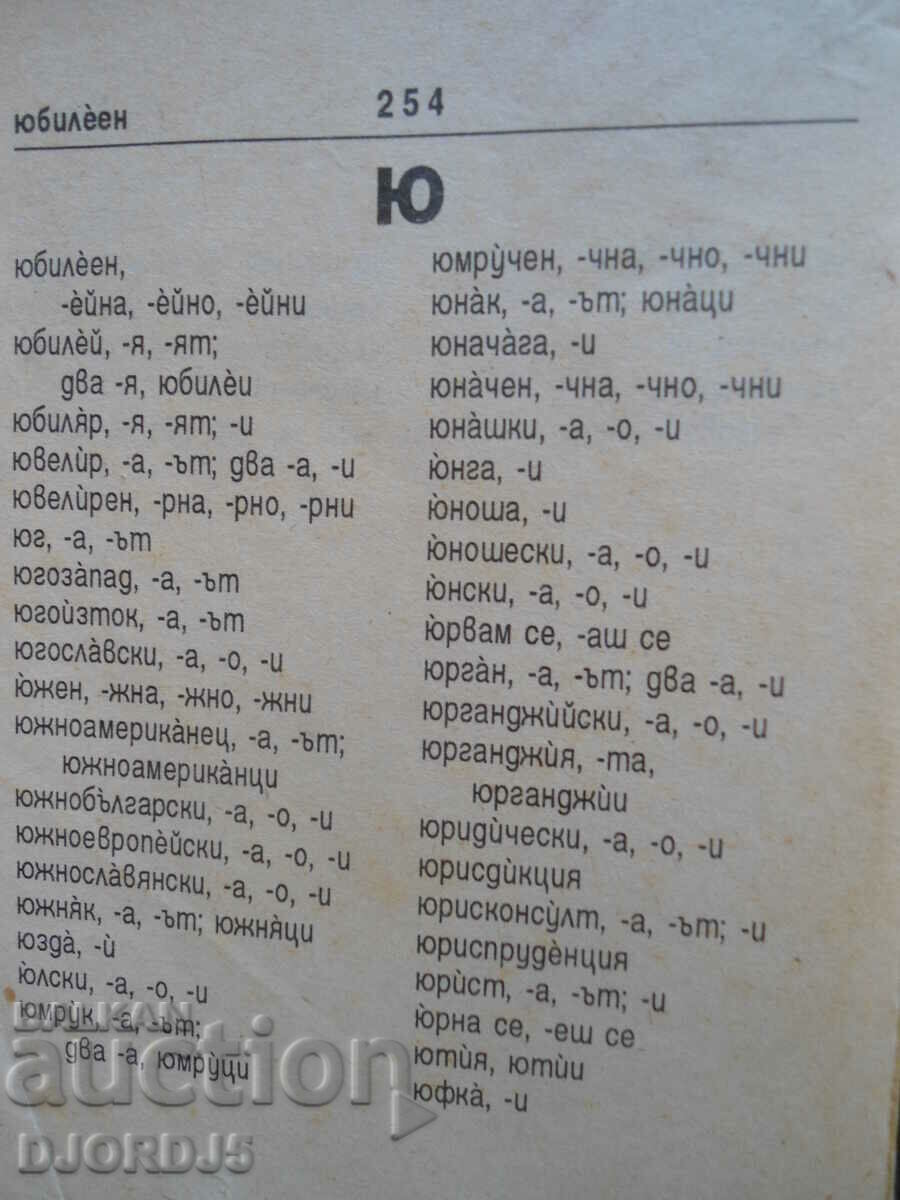 юбилѐен
254
Ю
юбилѐен,
-ѐйна, -ѐйно, -ѐйни
юбилѐй, -я, -ят;
два -я, юбилѐи
юбиля̀р, -я, -ят; -и
ювелѝр, -а, -ът; два -а, -и
ювелѝрен, -рна, -рно, -рни
юг, -а, -ът
югоза̀пад, -а, -ът
югоѝзток, -а, -ът
югосла̀вски, -а, -о, -и
ю̀жен, -жна, -жно, -жни
южноамерика̀нец, -а, -ът;
южноамерика̀нци
южнобъ̀лгарски, -а, -о, -и
южноевропѐйски, -а, -о, -и
южносла̀вянски, -а, -о, -и
южня̀к, -а, -ът; южня̀ци
юзда̀, -ѝ
ю̀лски, -а, -о, -и
юмру̀к, -а, -ът;
два -а, юмру̀ци
юмру̀чен, -чна, -чно, -чни
юна̀к, -а, -ът; юна̀ци
юнача̀га, -и
юна̀чен, -чна, -чно, -чни
юна̀шки, -а, -о, -и
ю̀нга, -и
ю̀ноша, -и
ю̀ношески, -а, -о, -и
ю̀нски, -а, -о, -и
ю̀рвам се, -аш се
юрга̀н, -а, -ът; два -а, -и
юрганджѝйски, -а, -о, -и
юрганджѝя, -та,
юрганджѝи
юридѝчески, -а, -о, -и
юрисдѝкция
юрисконсу̀лт, -а, -ът; -и
юриспрудѐнция
юрѝст, -а, -ът; -и
ю̀рна се, -еш се
ютѝя, ютѝи
юфка̀, -и
BALKAN
auction
DJORDJ5